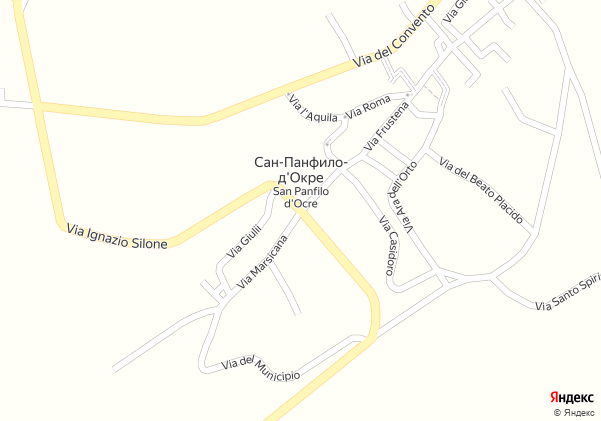 Via Gi
Via del Convento
Via l'Aquila
Via Roma
Via Frustena
Сан-Панфило-
д'Окре
San Panfilo
d'Ocre
Via del Beato Placido
Via Ara dell'Orto
Via Casidoro
Via Ignazio Silone
Via Giulii
Via Marsicana
Via Santo Spiri
Via del Municipio
Яндекс
© Яндекс